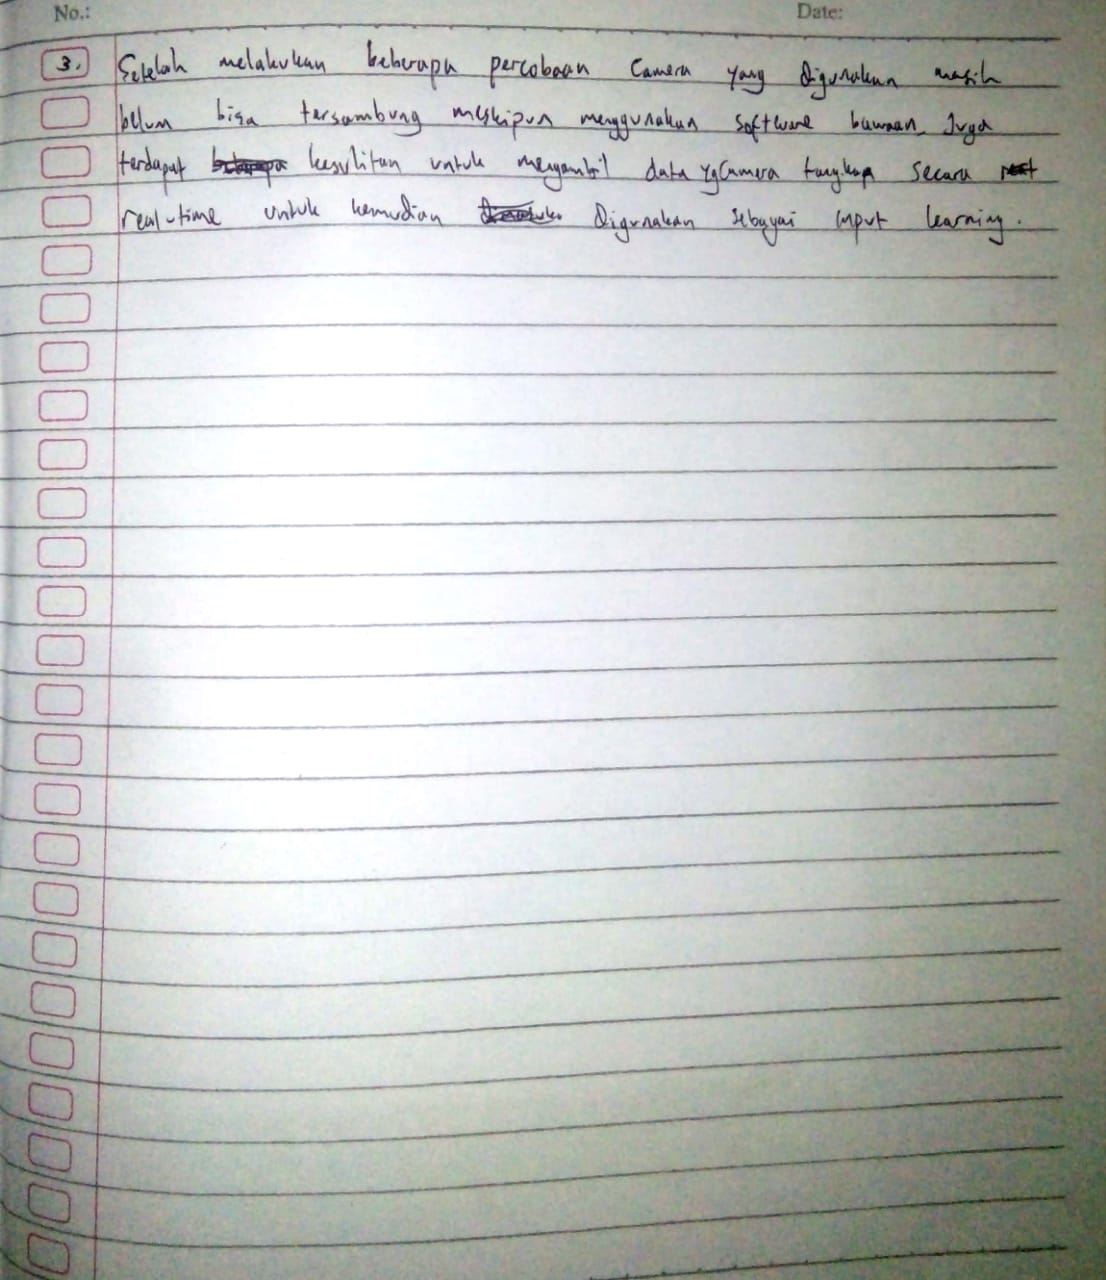 No.: Date:
3. Setelah melakukan beberapa percobaan Camera yang digunakan masih
belum bisa tersambung meskipun menggunakan software bawaan. Juga
terdapat kesulitan untuk mengambil data yg Camera tangkap secara
real-time untuk kemudian digunakan sebagai input learning.